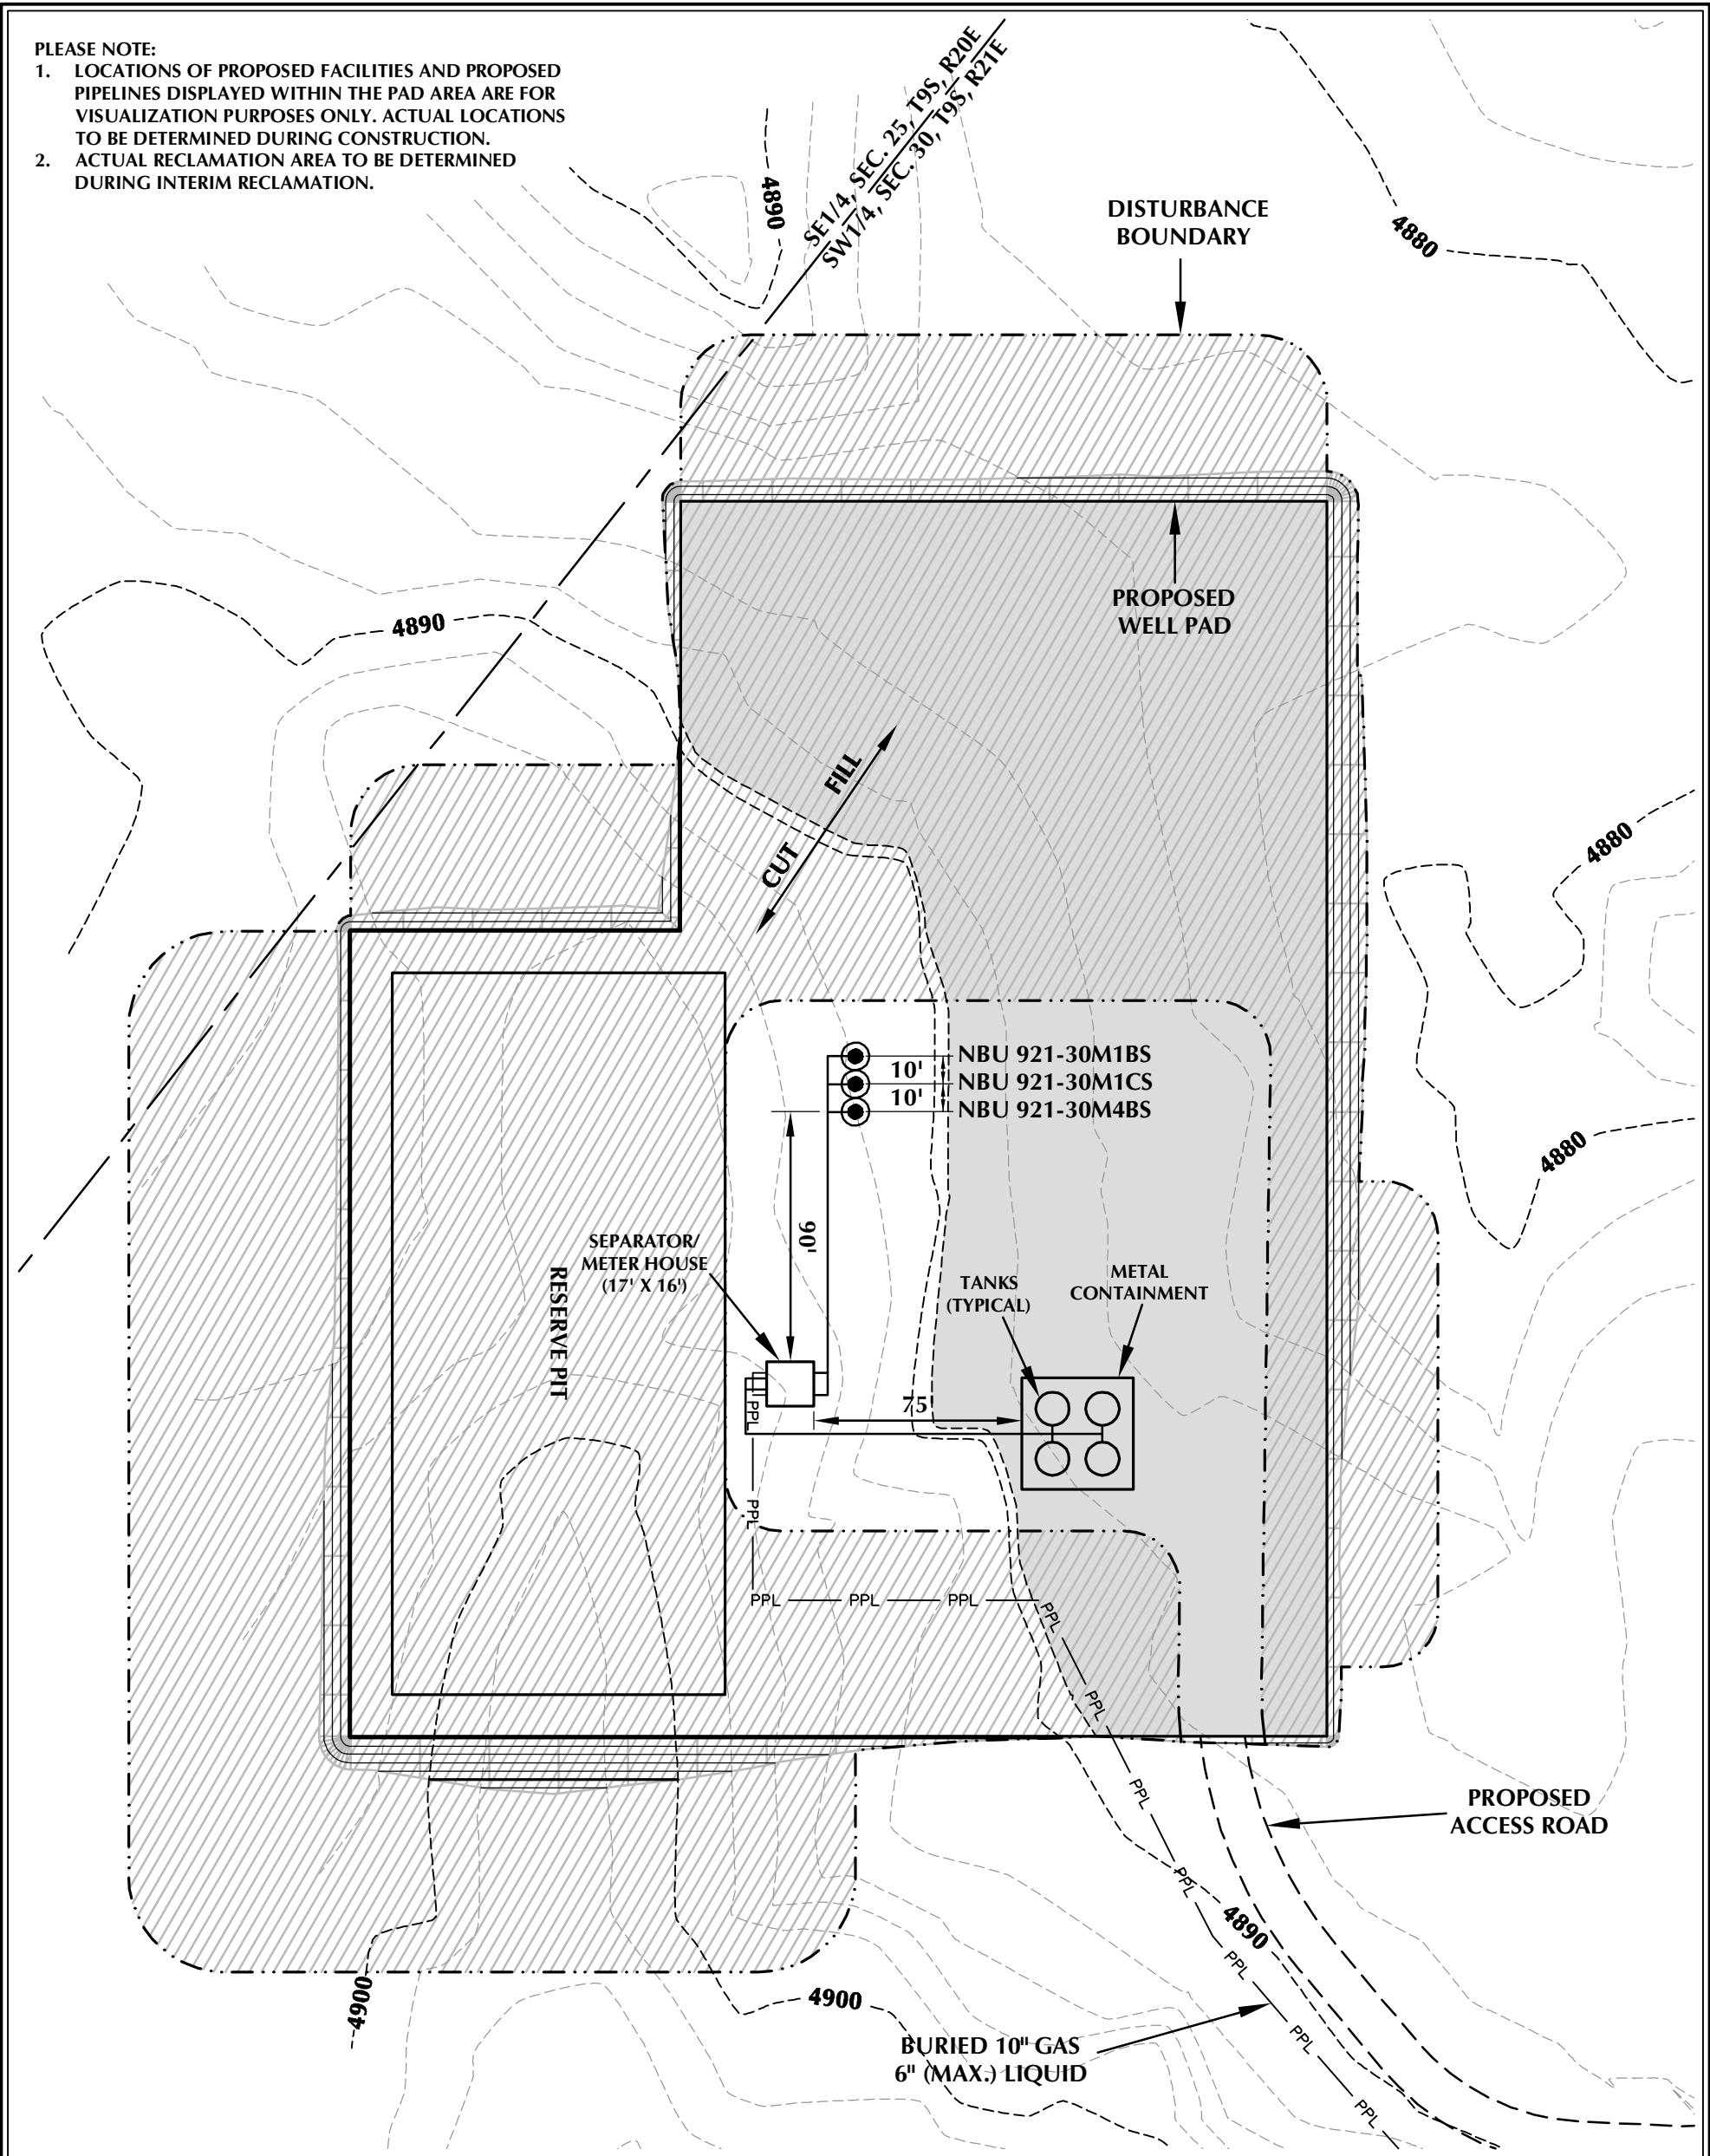 PLEASE NOTE:
1. LOCATIONS OF PROPOSED FACILITIES AND PROPOSED
PIPELINES DISPLAYED WITHIN THE PAD AREA ARE FOR
VISUALIZATION PURPOSES ONLY. ACTUAL LOCATIONS
TO BE DETERMINED DURING CONSTRUCTION.
2. ACTUAL RECLAMATION AREA TO BE DETERMINED
DURING INTERIM RECLAMATION.
SE1/4, SEC. 25, T9S, R20E
SW1/4, SEC. 30, T9S, R21E
4890
DISTURBANCE
BOUNDARY
4880
PROPOSED
WELL PAD
4890
FILL
CUT
4880
NBU 921-30M1BS
10'
NBU 921-30M1CS
10'
NBU 921-30M4BS
4880
90'
SEPARATOR/
METER HOUSE
(17' X 16')
RESERVE PIT
TANKS
(TYPICAL)
METAL
CONTAINMENT
75'
PPL
PPL
PPL
PPL
PPL
PPL
PPL
PPL
PPL
PPL
PPL
PPL
PROPOSED
ACCESS ROAD
4890
4900
4900
BURIED 10" GAS
6" (MAX.) LIQUID